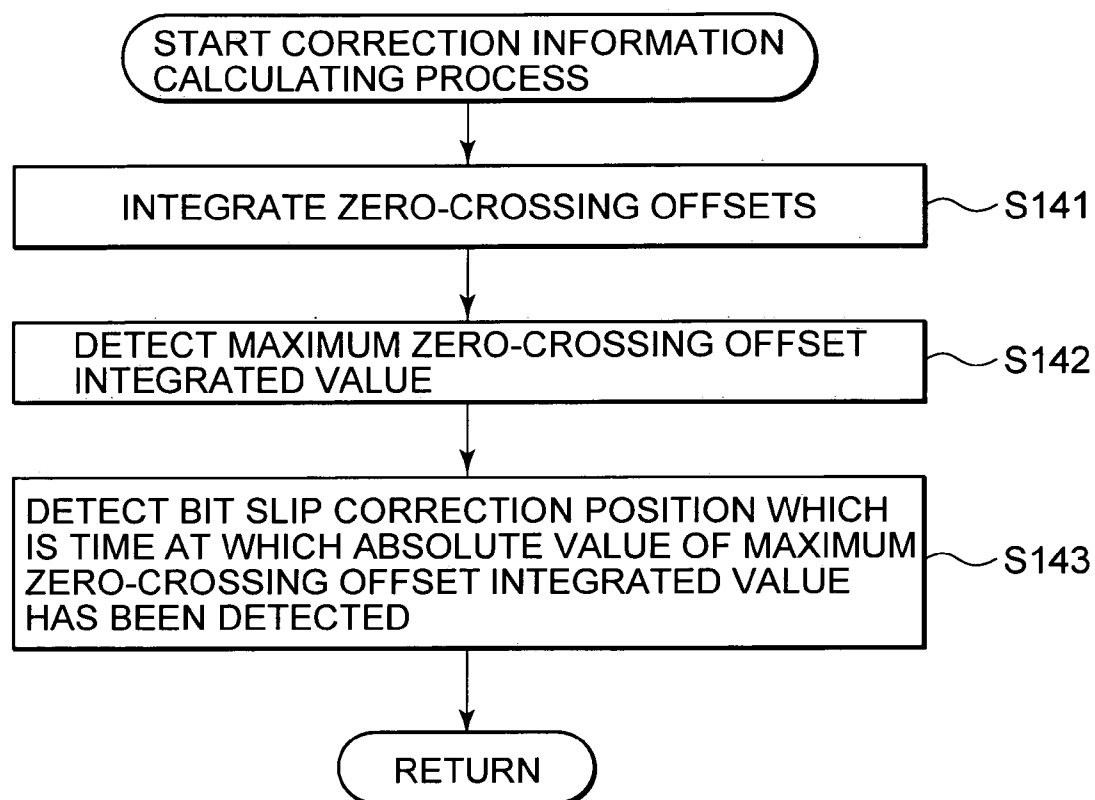 START CORRECTION INFORMATION
CALCULATING PROCESS
INTEGRATE ZERO-CROSSING OFFSETS
S141
DETECT MAXIMUM ZERO-CROSSING OFFSET
INTEGRATED VALUE
S142
DETECT BIT SLIP CORRECTION POSITION WHICH
IS TIME AT WHICH ABSOLUTE VALUE OF MAXIMUM
ZERO-CROSSING OFFSET INTEGRATED VALUE
HAS BEEN DETECTED
S143
RETURN